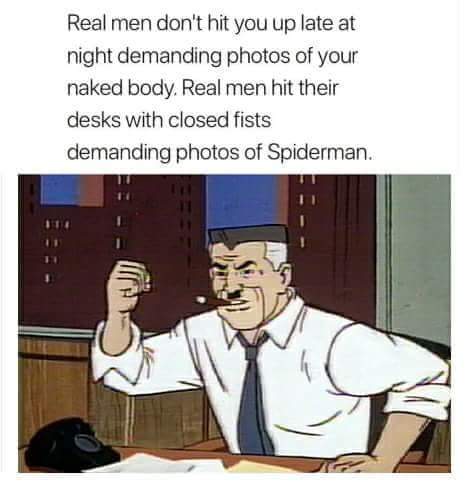 Real men don't hit you up late at
night demanding photos of your
naked body. Real men hit their
desks with closed fists
demanding photos of Spiderman.